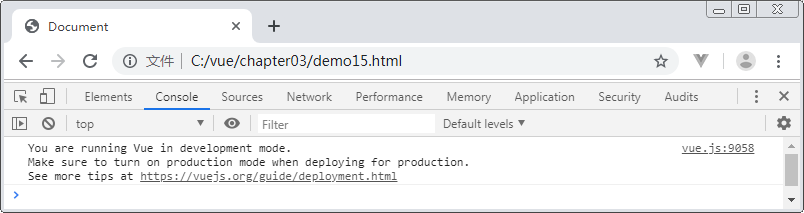 Document
文件 C:/vue/chapter03/demo15.html
Elements Console Sources Network Performance Memory Application Security Audits
top Filter Default levels
You are running Vue in development mode. vue.js:9058
Make sure to turn on production mode when deploying for production.
See more tips at https://vuejs.org/guide/deployment.html